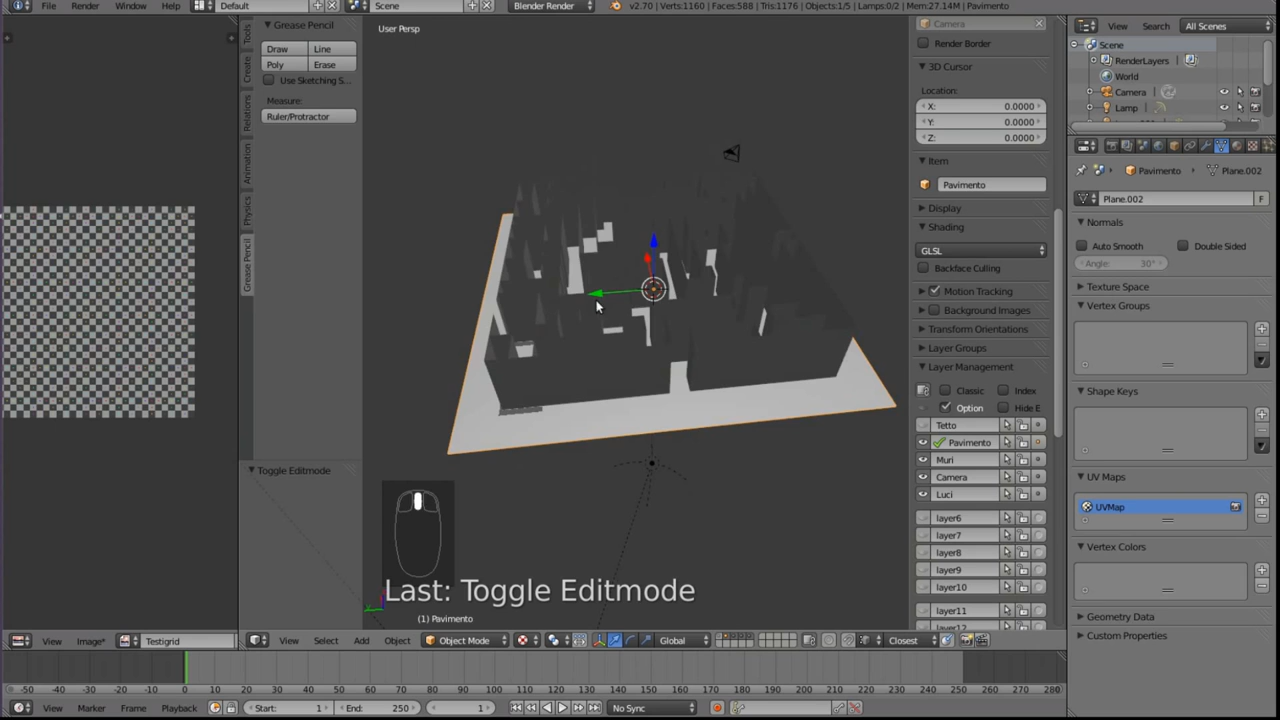 File Render Window Help Default Scene Blender Render v2.70 | Verts:1160 | Faces:588 | Tris:1176 | Objects:1/5 | Lamps:0/2 | Mem:27.14M | Pavimento
User Persp
Tools
Create
Relations
Animation
Physics
Grease Pencil
Grease Pencil
Draw Line
Poly Erase
Use Sketching S...
Measure:
Ruler/Protractor
Toggle Editmode
Last: Toggle Editmode
(1) Pavimento
Camera
Render Border
3D Cursor
Location:
X: 0.0000
Y: 0.0000
Z: 0.0000
Item
Pavimento
Display
Shading
GLSL
Backface Culling
Motion Tracking
Background Images
Transform Orientations
Layer Groups
Layer Management
Classic Index
Option Hide E
Tetto
Pavimento
Muri
Camera
Luci
layer6
layer7
layer8
layer9
layer10
layer11
layer12
View Search All Scenes
Scene
RenderLayers
World
Camera
Lamp
Pavimento Plane.002
Plane.002 F
Normals
Auto Smooth Double Sided
Angle: 30°
Texture Space
Vertex Groups
Shape Keys
UV Maps
UVMap
Vertex Colors
Geometry Data
Custom Properties
View Image* Testigrid
View Select Add Object Object Mode Global Closest
-50 -40 -30 -20 -10 0 10 20 30 40 50 60 70 80 90 100 110 120 130 140 150 160 170 180 190 200 210 220 230 240 250 260 270 280
View Marker Frame Playback Start: 1 End: 250 1 No Sync